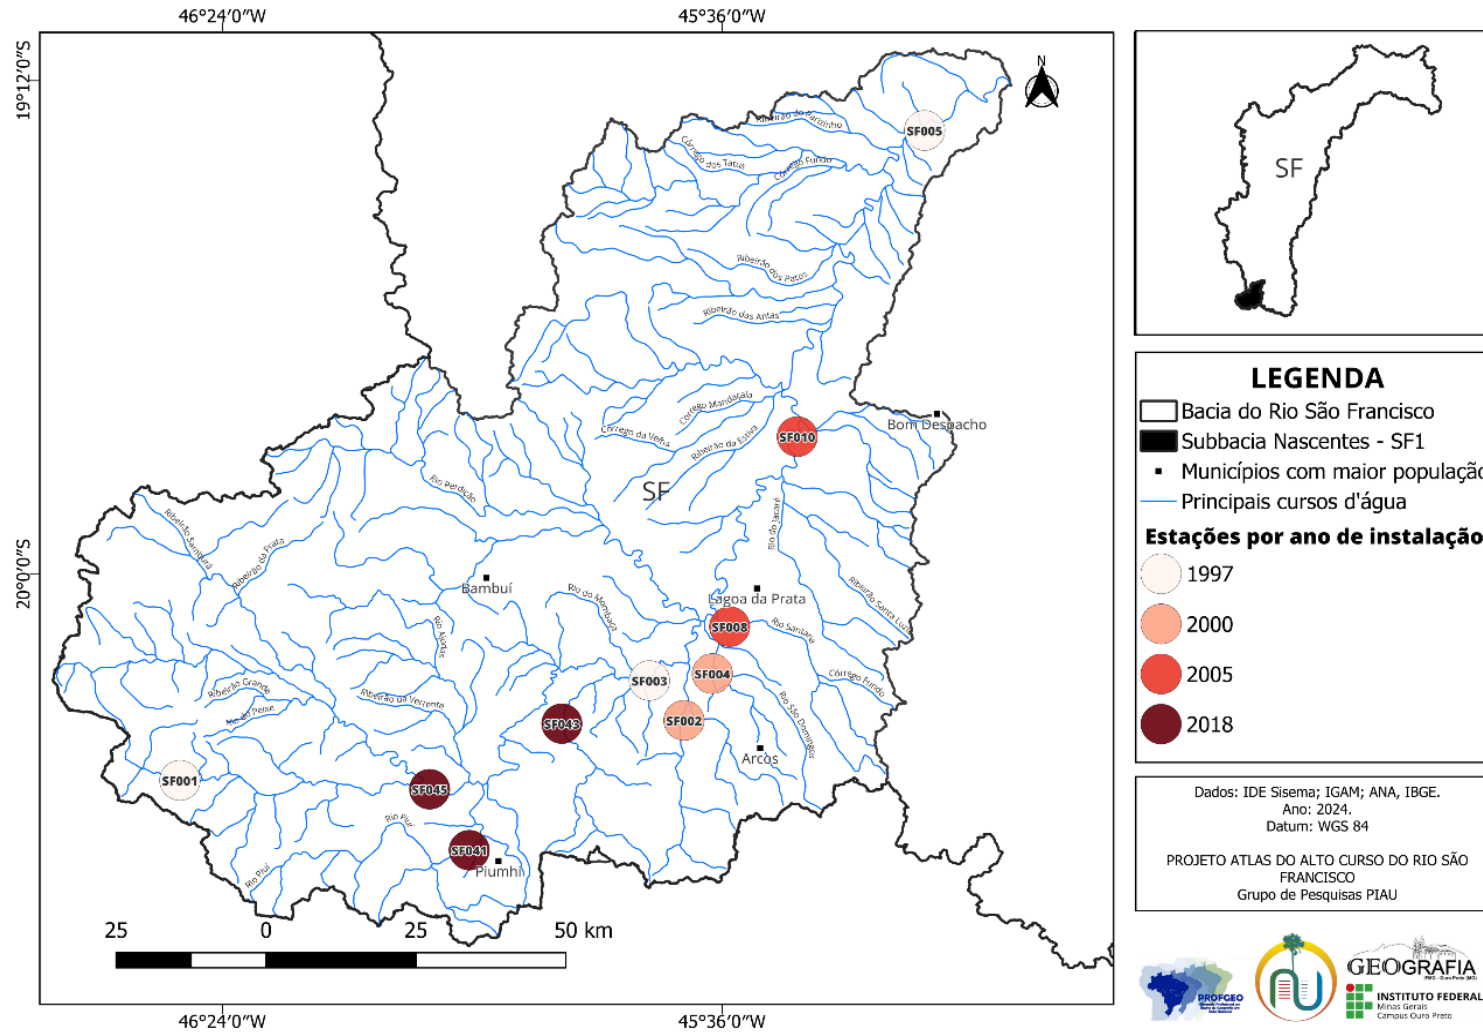 46°24′0″W
45°36′0″W
19°12′0″S
20°0′0″S
N
SF005
Ribeirão do Parizinho
Córrego dos Tatus
Córrego Fundo
Ribeirão dos Patos
Ribeirão das Antas
Córrego Mandaçaia
Córrego da Velha
Ribeirão da Estiva
SF010
Bom Despacho
SF
Rio Perdição
Rio do Jacaré
Ribeirão Samburá
Ribeirão da Prata
Bambuí
Rio do Mombaça
Lagoa da Prata
Ribeirão Santa Luzia
SF008
Rio Santana
Rio Ajudas
SF003
SF004
Córrego Fundo
Ribeirão Grande
Rio do Peixe
Ribeirão da Vertente
SF043
SF002
Rio São Domingos
Arcos
SF001
SF045
Rio Piuí
SF041
Piumhi
Rio Piuí
25
0
25
50 km
46°24′0″W
45°36′0″W
SF
LEGENDA
Bacia do Rio São Francisco
Subbacia Nascentes - SF1
Municípios com maior população
Principais cursos d'água
Estações por ano de instalação
1997
2000
2005
2018
Dados: IDE Sisema; IGAM; ANA, IBGE.
Ano: 2024.
Datum: WGS 84
PROJETO ATLAS DO ALTO CURSO DO RIO SÃO
FRANCISCO
Grupo de Pesquisas PIAU
PROFGEO
GEOGRAFIA
INSTITUTO FEDERAL
Minas Gerais
Campus Ouro Preto